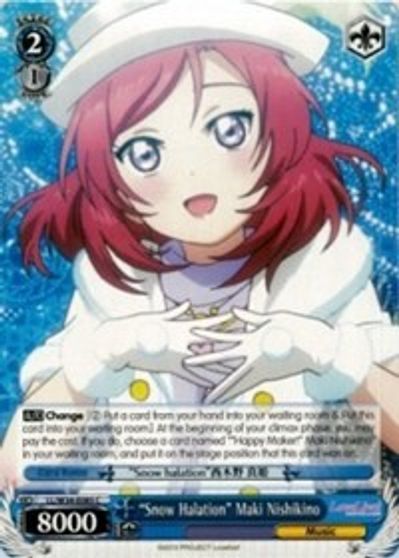 2
1
AUTO Change [② Put a card from your hand into your waiting room & Put this
card into your waiting room] At the beginning of your climax phase, you may
pay the cost. If you do, choose a card named "Happy Maker!" Maki Nishikino
in your waiting room, and put it on the stage position that this card was on.
"Snow halation" 西木野 真姫
8000
"Snow Halation" Maki Nishikino
Music